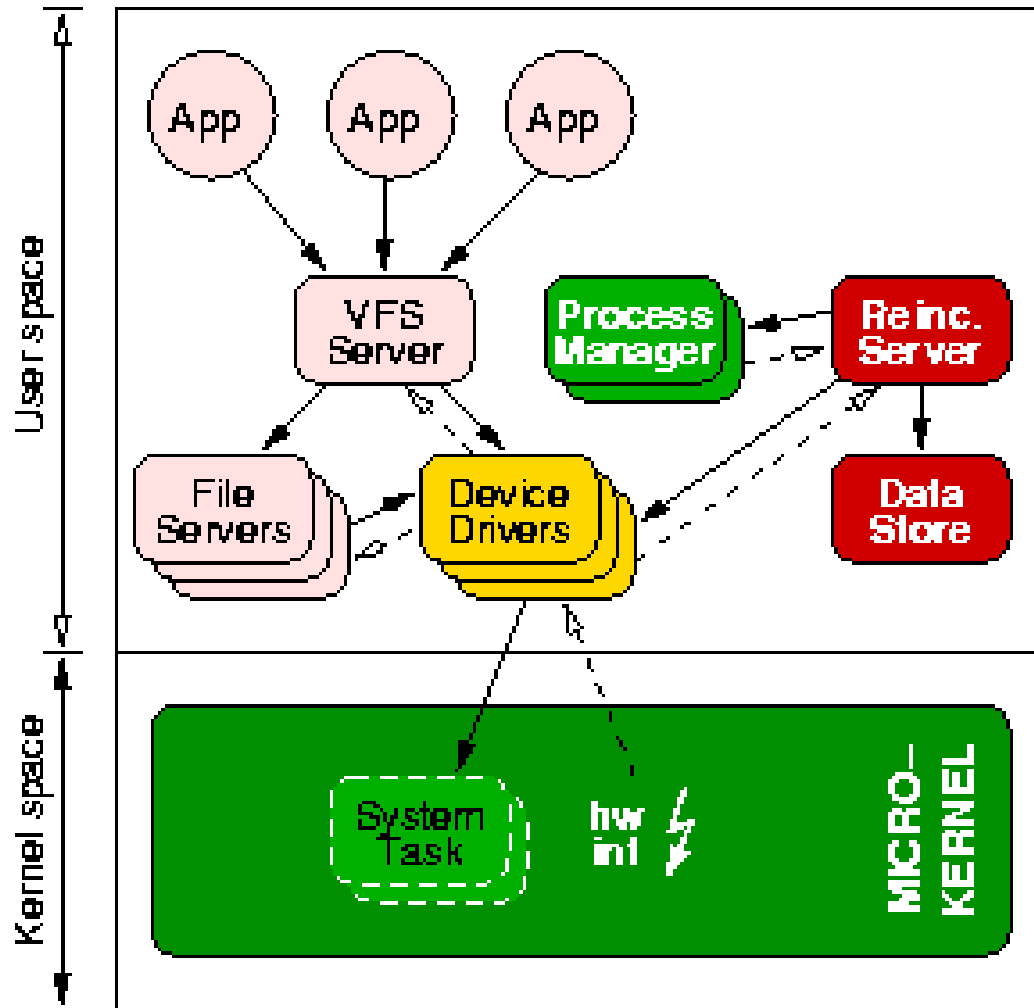 User space
App
App
App
VFS
Server
Process
Manager
Reinc.
Server
File
Servers
Device
Drivers
Data
Store
Kernel space
System
Task
hw
int
MICRO–
KERNEL